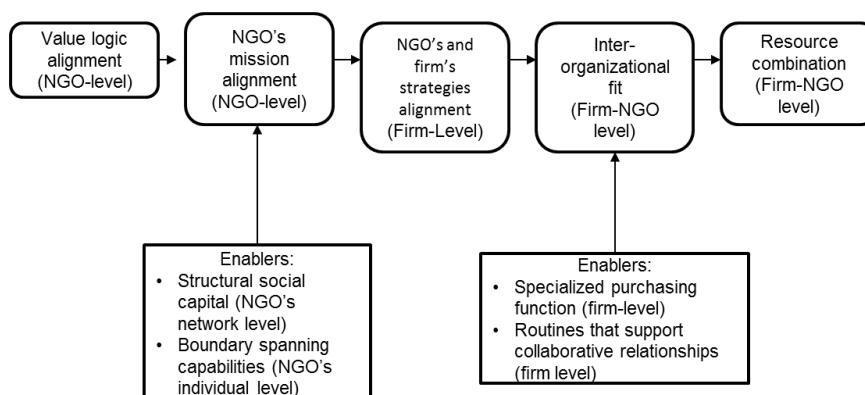 Value logic
alignment
(NGO-level)
NGO's
mission
alignment
(NGO-level)
NGO's and
firm's
strategies
alignment
(Firm-Level)
Inter-
organizational
fit
(Firm-NGO
level)
Resource
combination
(Firm-NGO
level)
Enablers:
• Structural social
capital (NGO's
network level)
• Boundary spanning
capabilities (NGO's
individual level)
Enablers:
• Specialized purchasing
function (firm-level)
• Routines that support
collaborative relationships
(firm level)